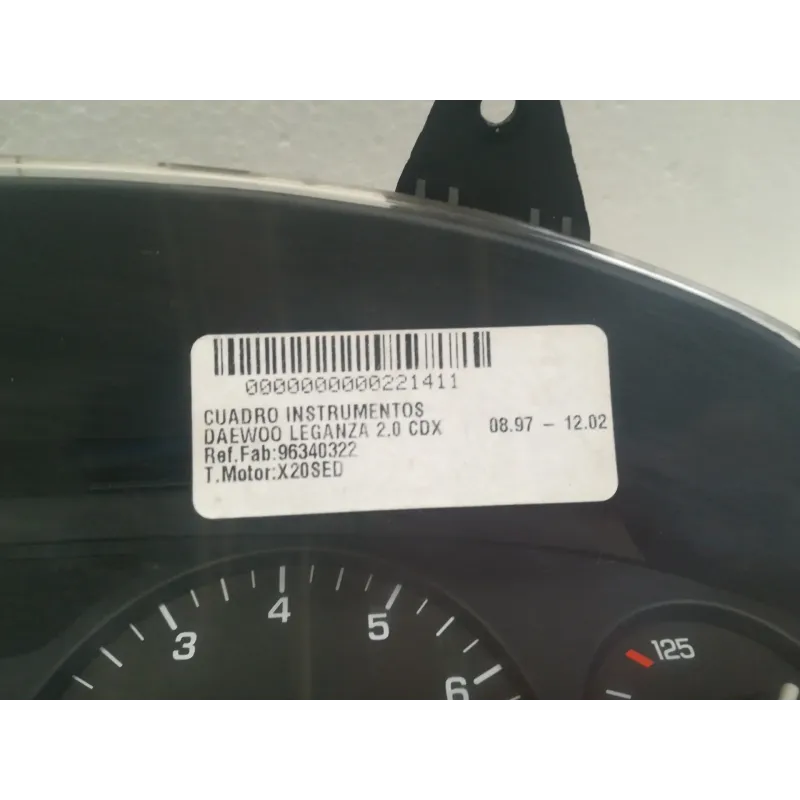 0000000000221411
CUADRO INSTRUMENTOS
DAEWOO LEGANZA 2.0 CDX 08.97 - 12.02
Ref.Fab:96340322
T.Motor:X20SED
3 4 5 6
125